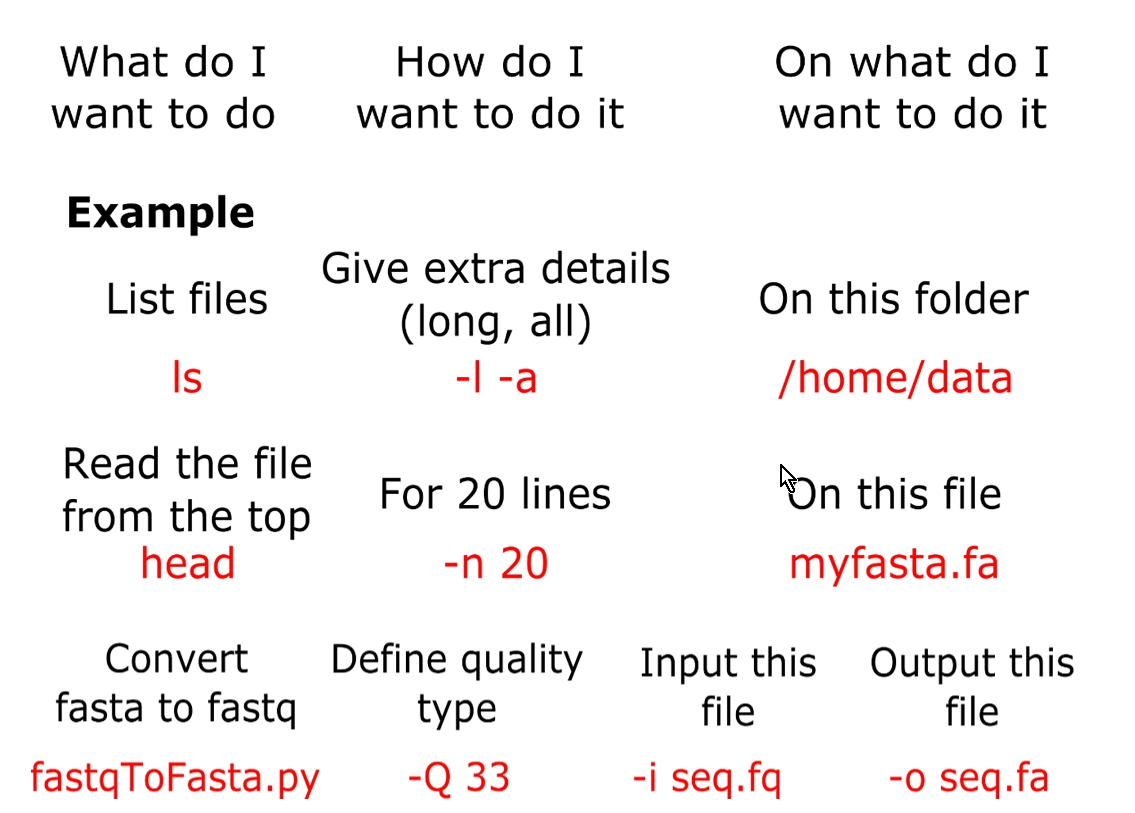 What do I
want to do
How do I
want to do it
On what do I
want to do it
Example
List files
Give extra details
(long, all)
On this folder
ls
-l -a
/home/data
Read the file
from the top
For 20 lines
On this file
head
-n 20
myfasta.fa
Convert
fasta to fastq
Define quality
type
Input this
file
Output this
file
fastqToFasta.py
-Q 33
-i seq.fq
-o seq.fa